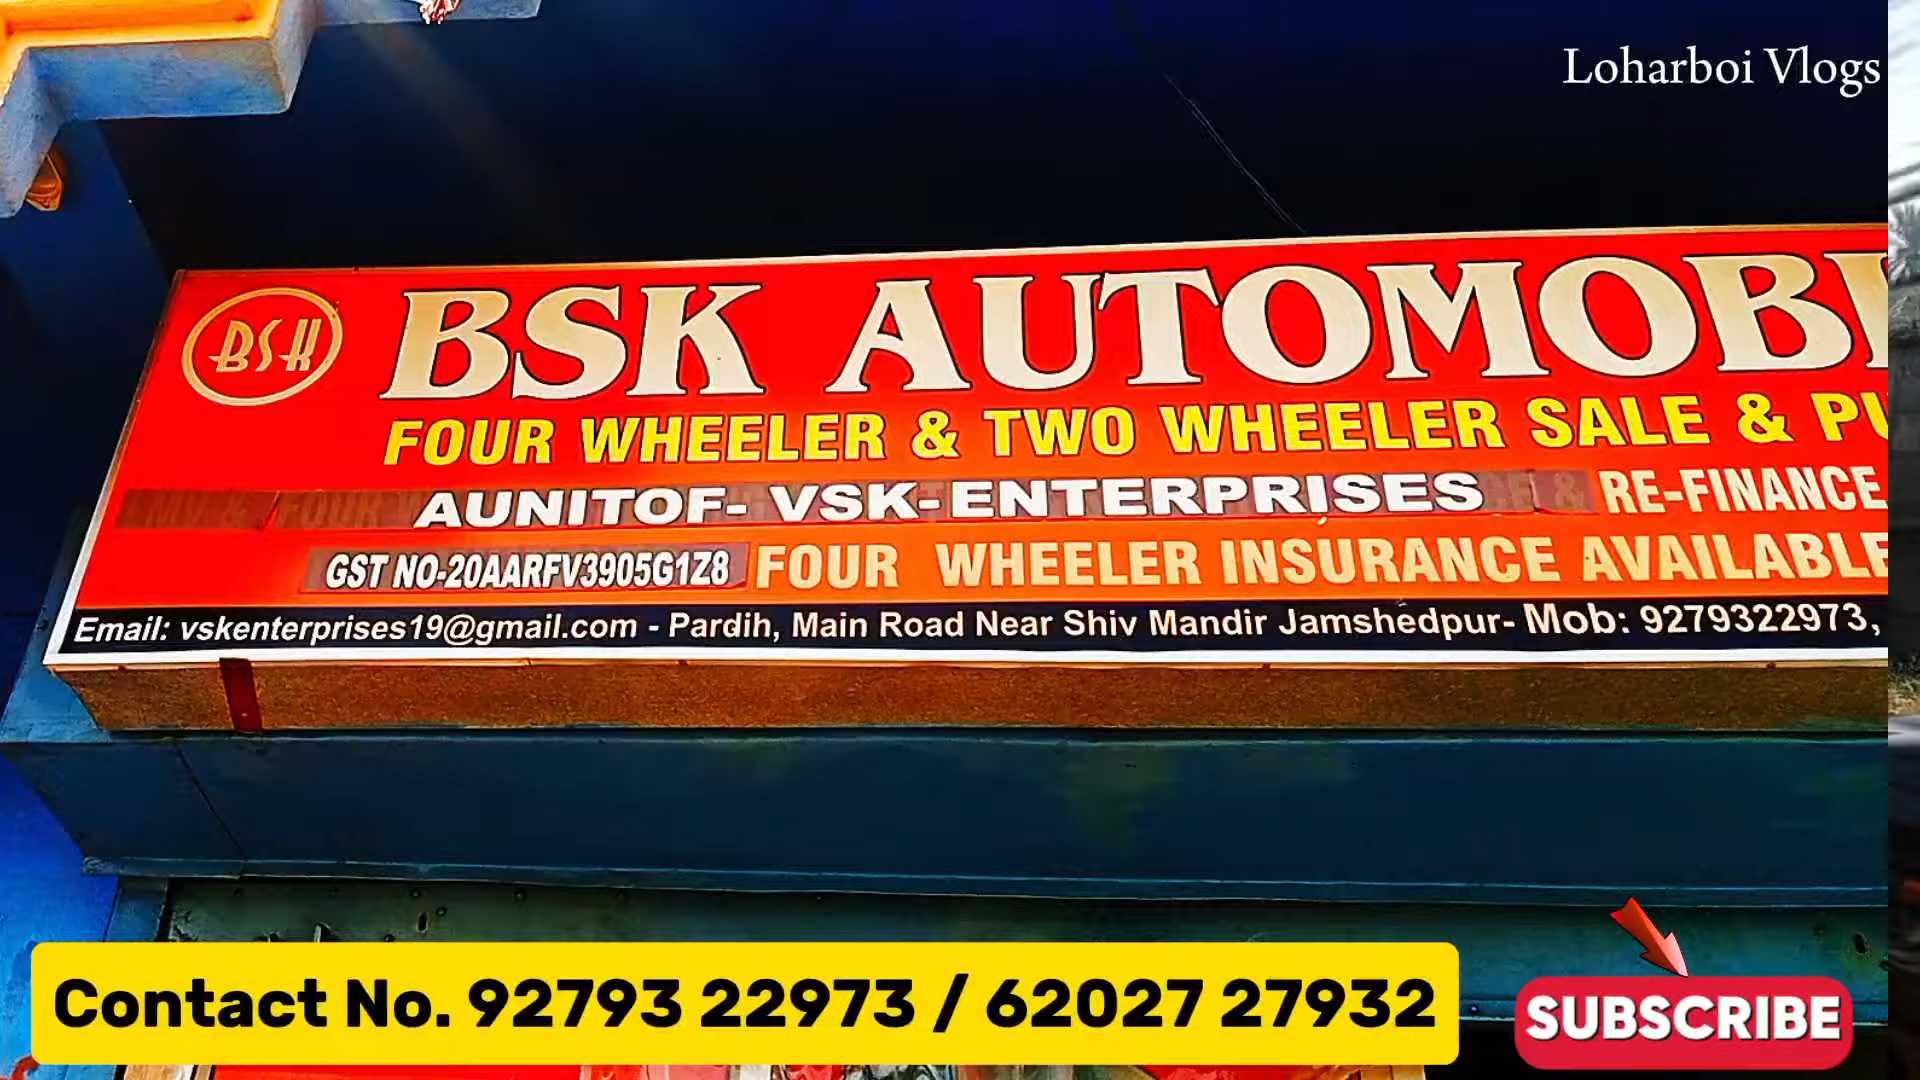 Loharboi Vlogs
BSK
BSK AUTOMOBI
FOUR WHEELER & TWO WHEELER SALE & PU
AUNITOF- VSK-ENTERPRISES RE-FINANCE
GST NO-20AARFV3905G1Z8 FOUR WHEELER INSURANCE AVAILABLE
Email: vskenterprises19@gmail.com - Pardih, Main Road Near Shiv Mandir Jamshedpur- Mob: 9279322973,
Contact No. 92793 22973 / 62027 27932
SUBSCRIBE